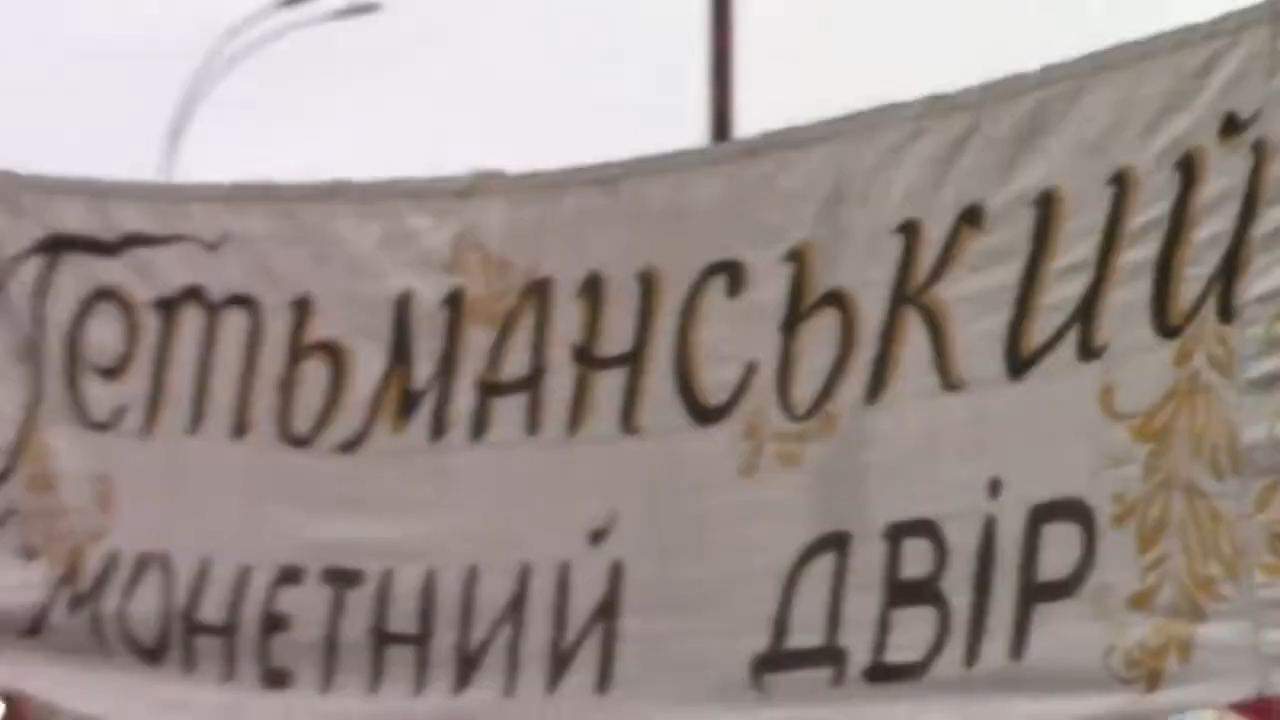 Гетьманський
монетний двір